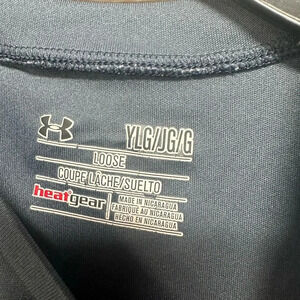 YLG/JG/G
LOOSE
COUPE LÂCHE/SUELTO
heatgear
MADE IN NICARAGUA
FABRIQUÉ AU NICARAGUA
HECHO EN NICARAGUA